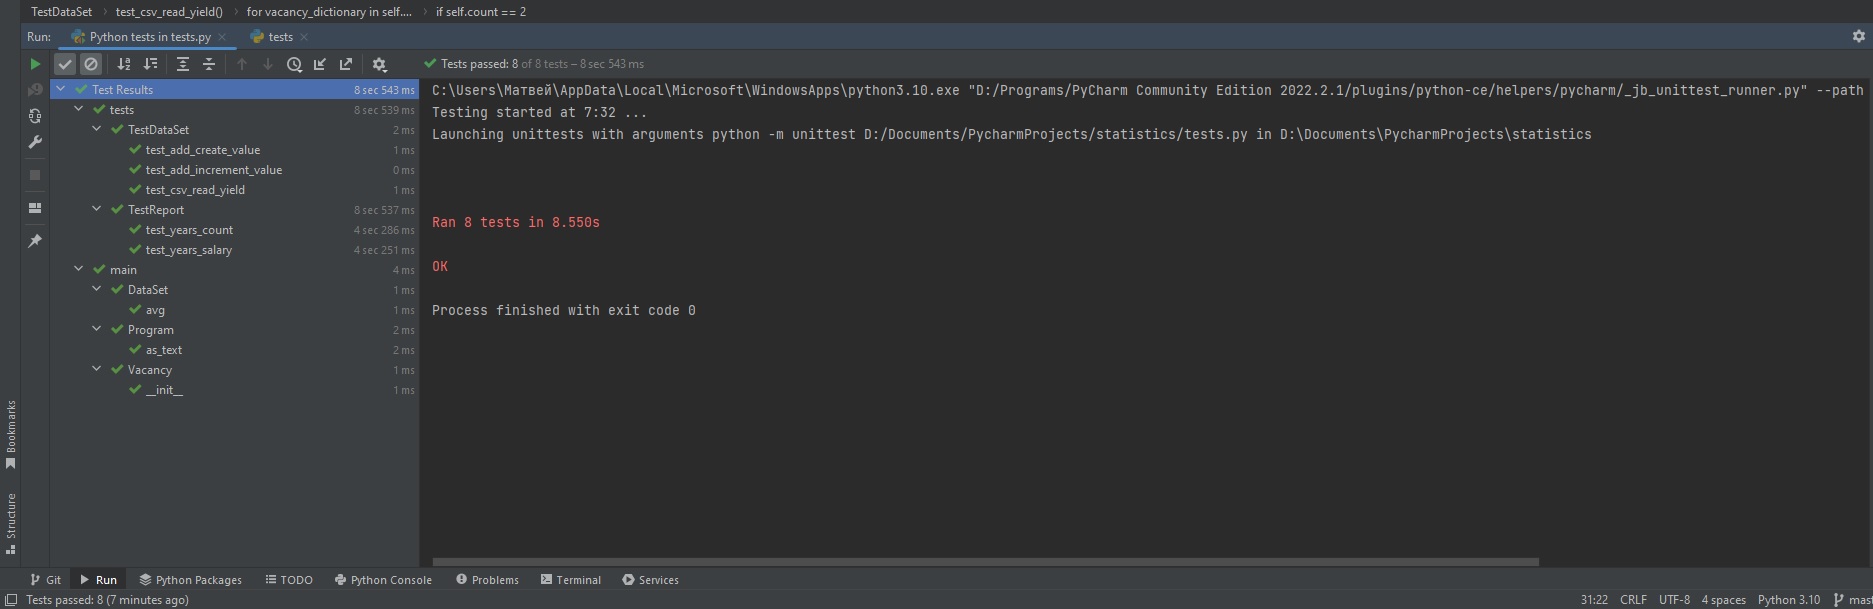 TestDataSet > test_csv_read_yield() > for vacancy_dictionary in self.... > if self.count == 2
Run: Python tests in tests.py × tests ×
Tests passed: 8 of 8 tests – 8 sec 543 ms
Test Results 8 sec 543 ms
tests 8 sec 539 ms
TestDataSet 2 ms
test_add_create_value 1 ms
test_add_increment_value 0 ms
test_csv_read_yield 1 ms
TestReport 8 sec 537 ms
test_years_count 4 sec 286 ms
test_years_salary 4 sec 251 ms
main 4 ms
DataSet 1 ms
avg 1 ms
Program 2 ms
as_text 2 ms
Vacancy 1 ms
__init__ 1 ms
C:\Users\Матвей\AppData\Local\Microsoft\WindowsApps\python3.10.exe "D:/Programs/PyCharm Community Edition 2022.2.1/plugins/python-ce/helpers/pycharm/_jb_unittest_runner.py" --path
Testing started at 7:32 ...
Launching unittests with arguments python -m unittest D:/Documents/PycharmProjects/statistics/tests.py in D:\Documents\PycharmProjects\statistics
Ran 8 tests in 8.550s
OK
Process finished with exit code 0
Bookmarks
Structure
Git Run Python Packages TODO Python Console Problems Terminal Services
Tests passed: 8 (7 minutes ago) 31:22 CRLF UTF-8 4 spaces Python 3.10 mas